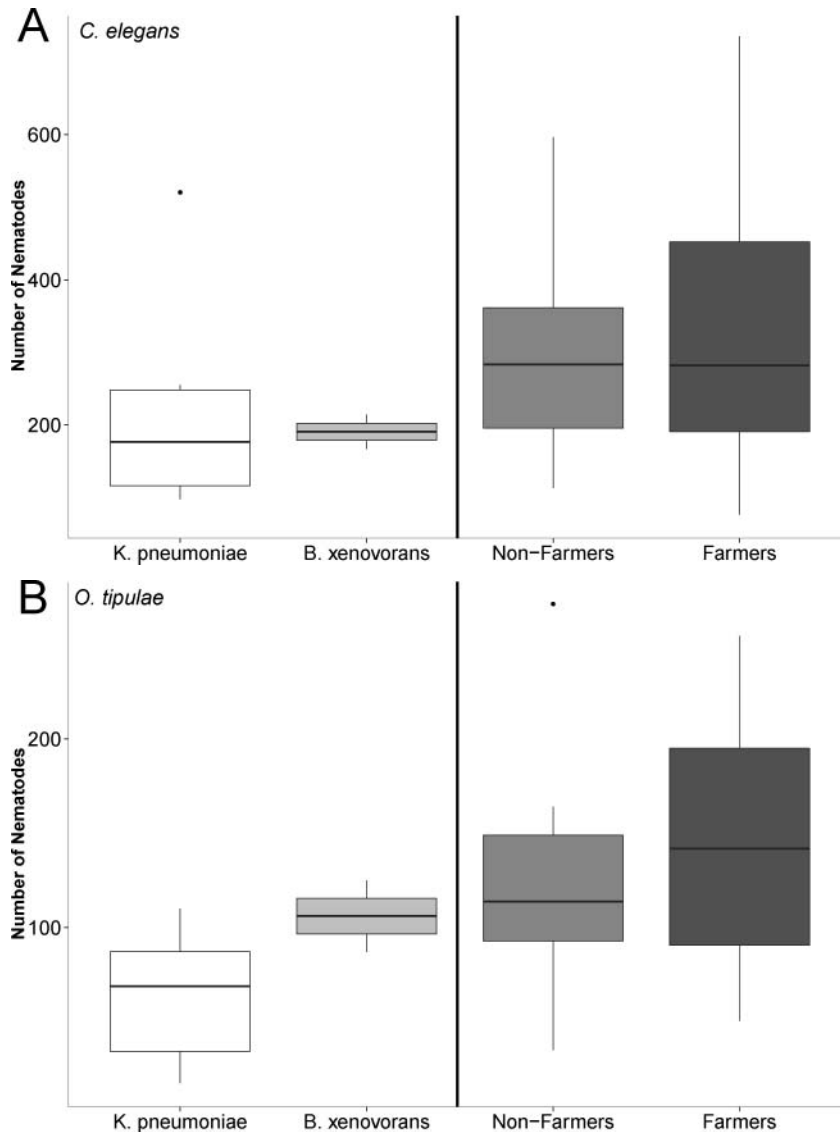 A C. elegans
Number of Nematodes
600
400
200
K. pneumoniae B. xenovorans Non−Farmers Farmers
B O. tipulae
Number of Nematodes
200
100
K. pneumoniae B. xenovorans Non−Farmers Farmers